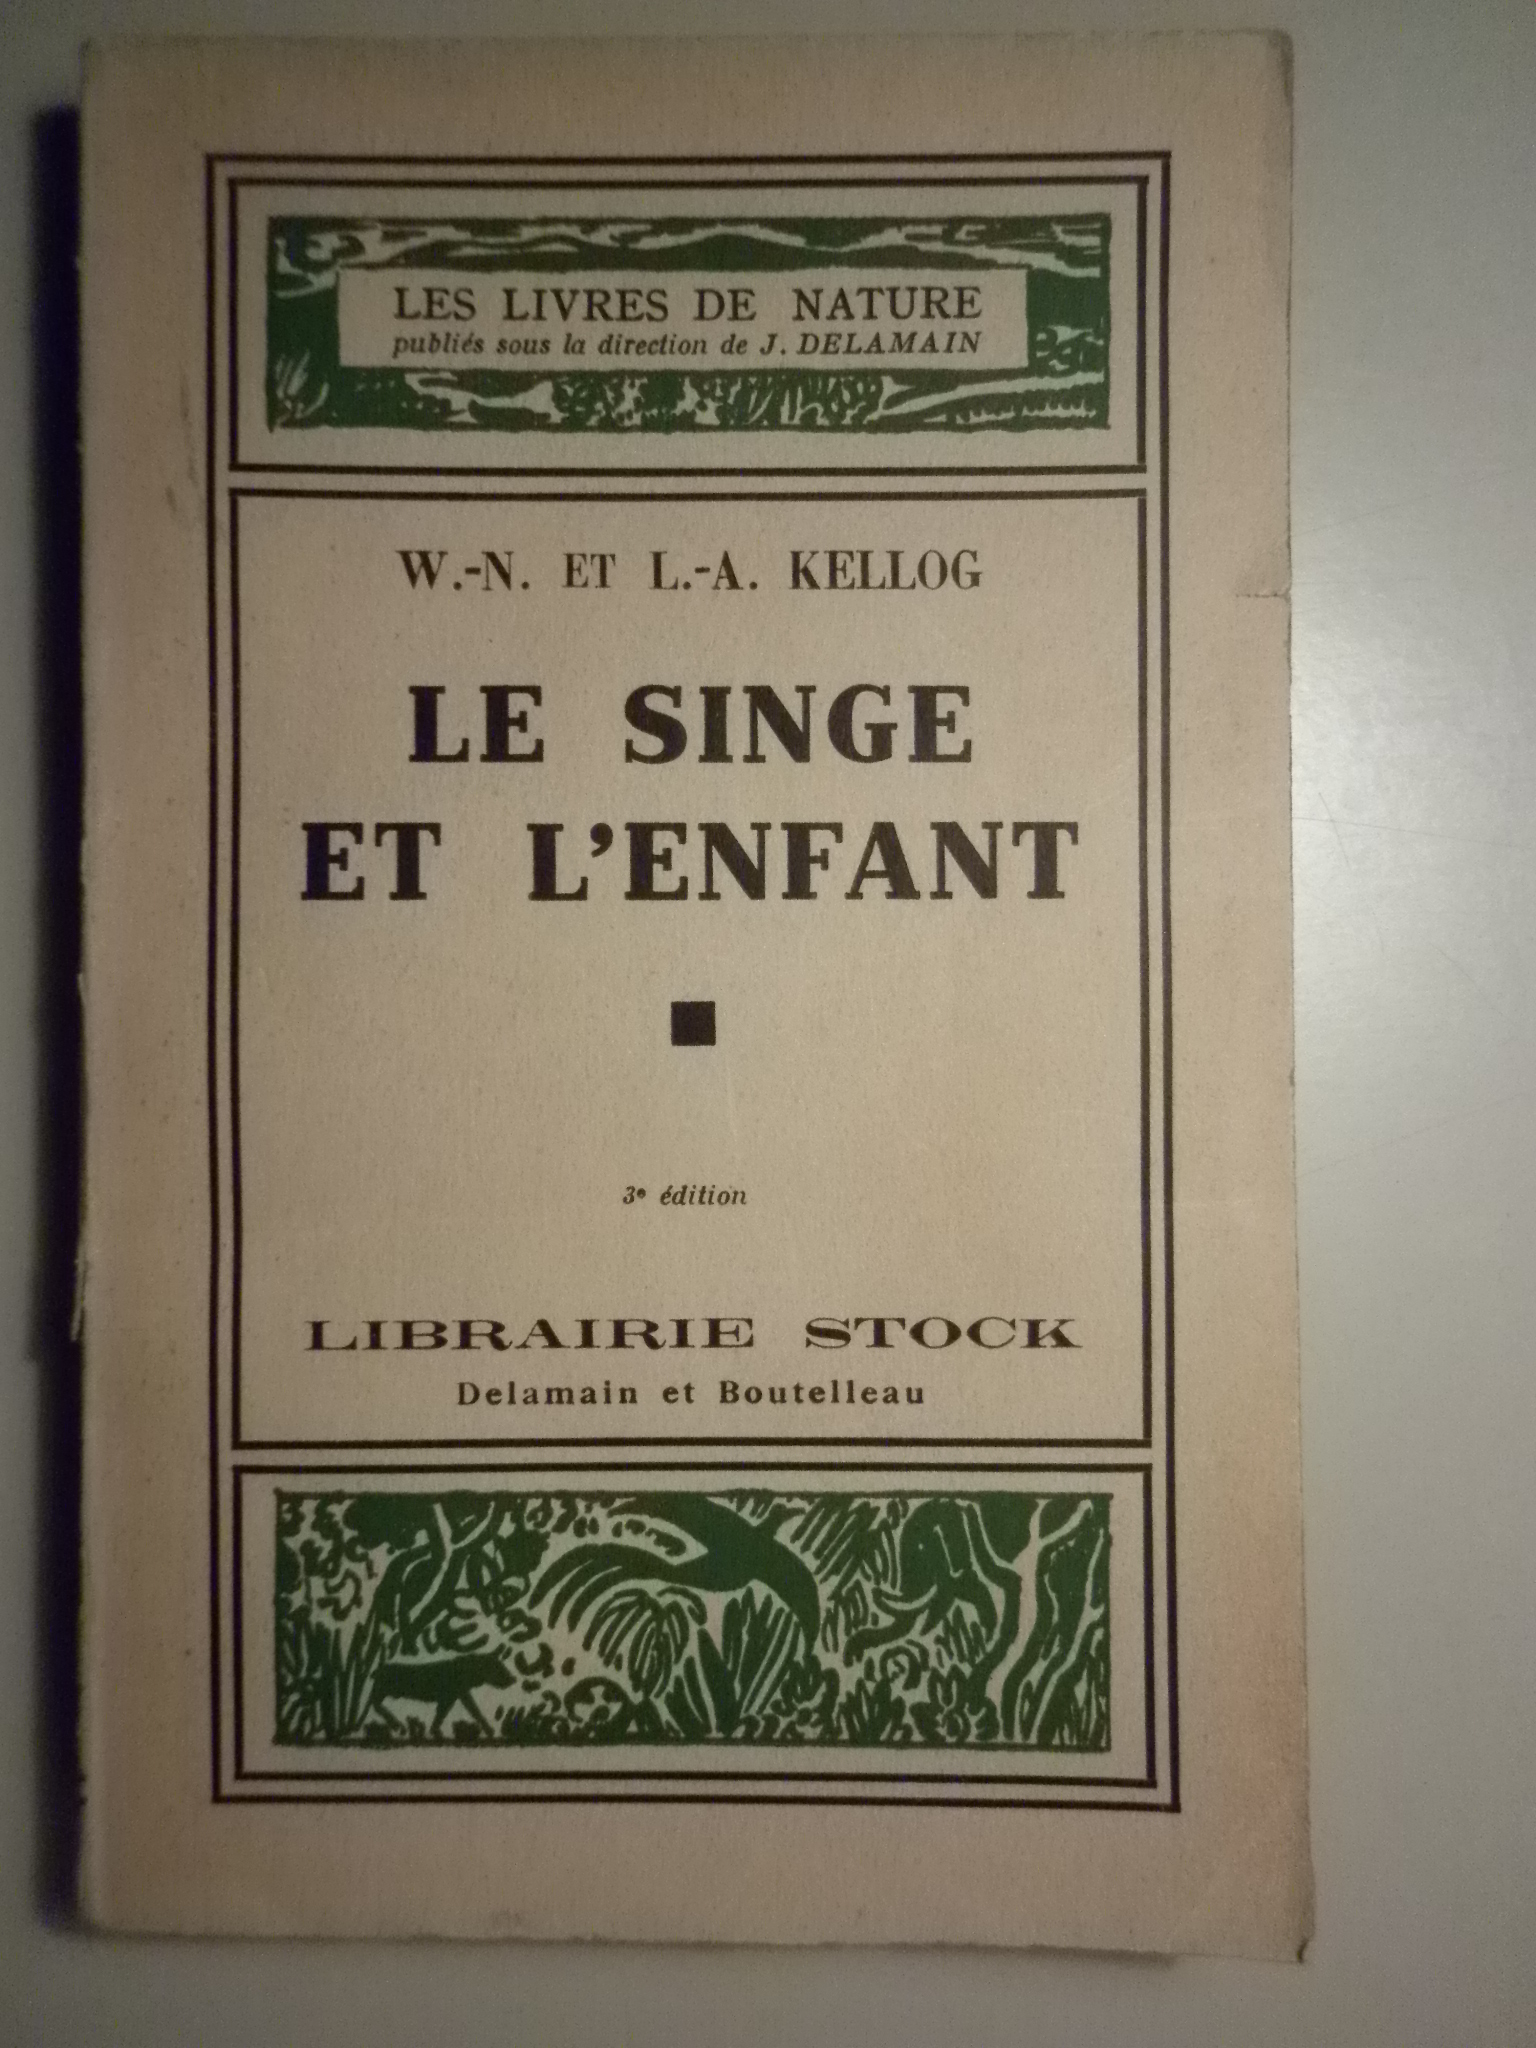 LES LIVRES DE NATURE
publiés sous la direction de J. DELAMAIN
W.-N. ET L.-A. KELLOG
LE SINGE
ET L'ENFANT
3e édition
LIBRAIRIE STOCK
Delamain et Boutelleau